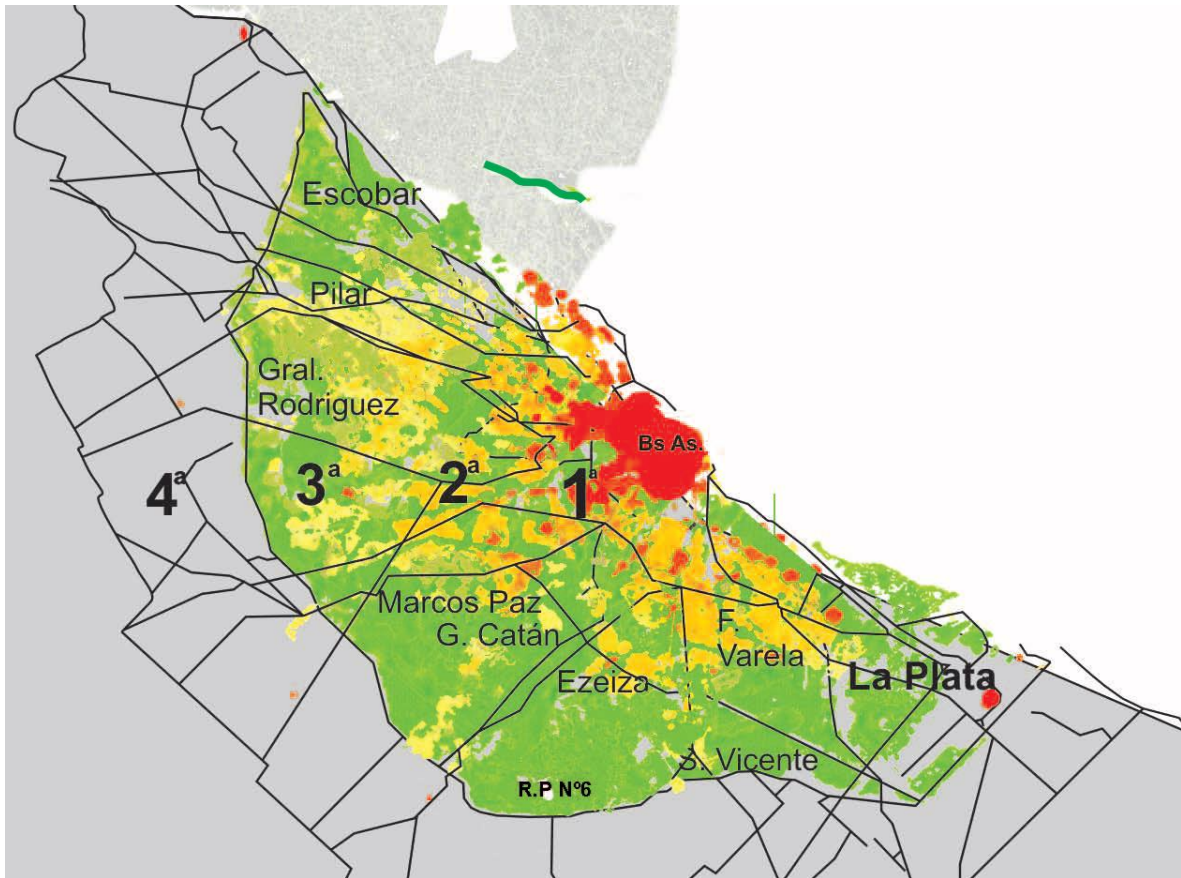 Escobar
Pilar
Gral.
Rodriguez
Bs As.
4ª
3ª
2ª
1ª
Marcos Paz
G. Catán
F.
Varela
Ezeiza
La Plata
S. Vicente
R.P Nº6